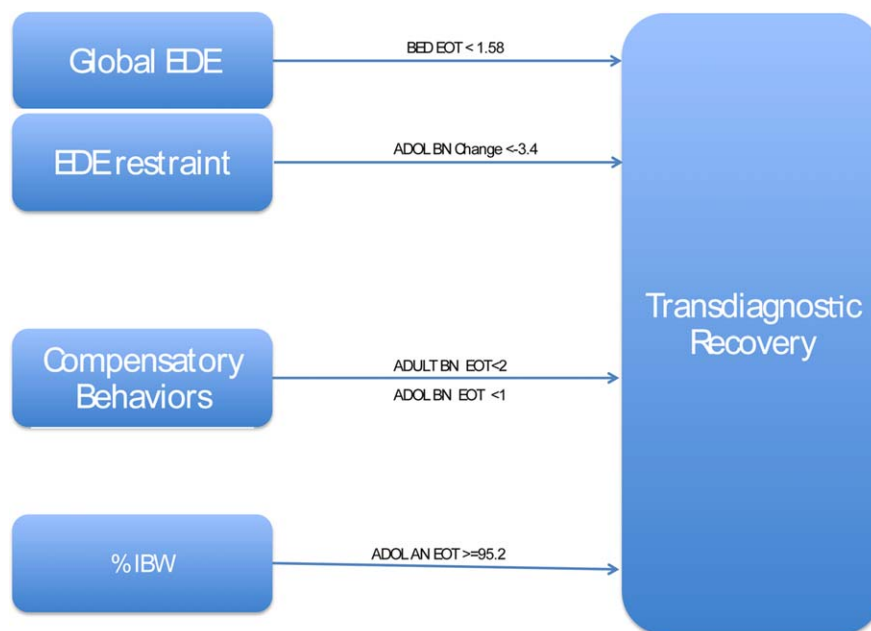 Global EDE
BED EOT < 1.58
EDE restraint
ADOL BN Change <-3.4
Compensatory
Behaviors
ADULT BN EOT<2
ADOL BN EOT <1
% IBW
ADOL AN EOT >=95.2
Transdiagnostic
Recovery